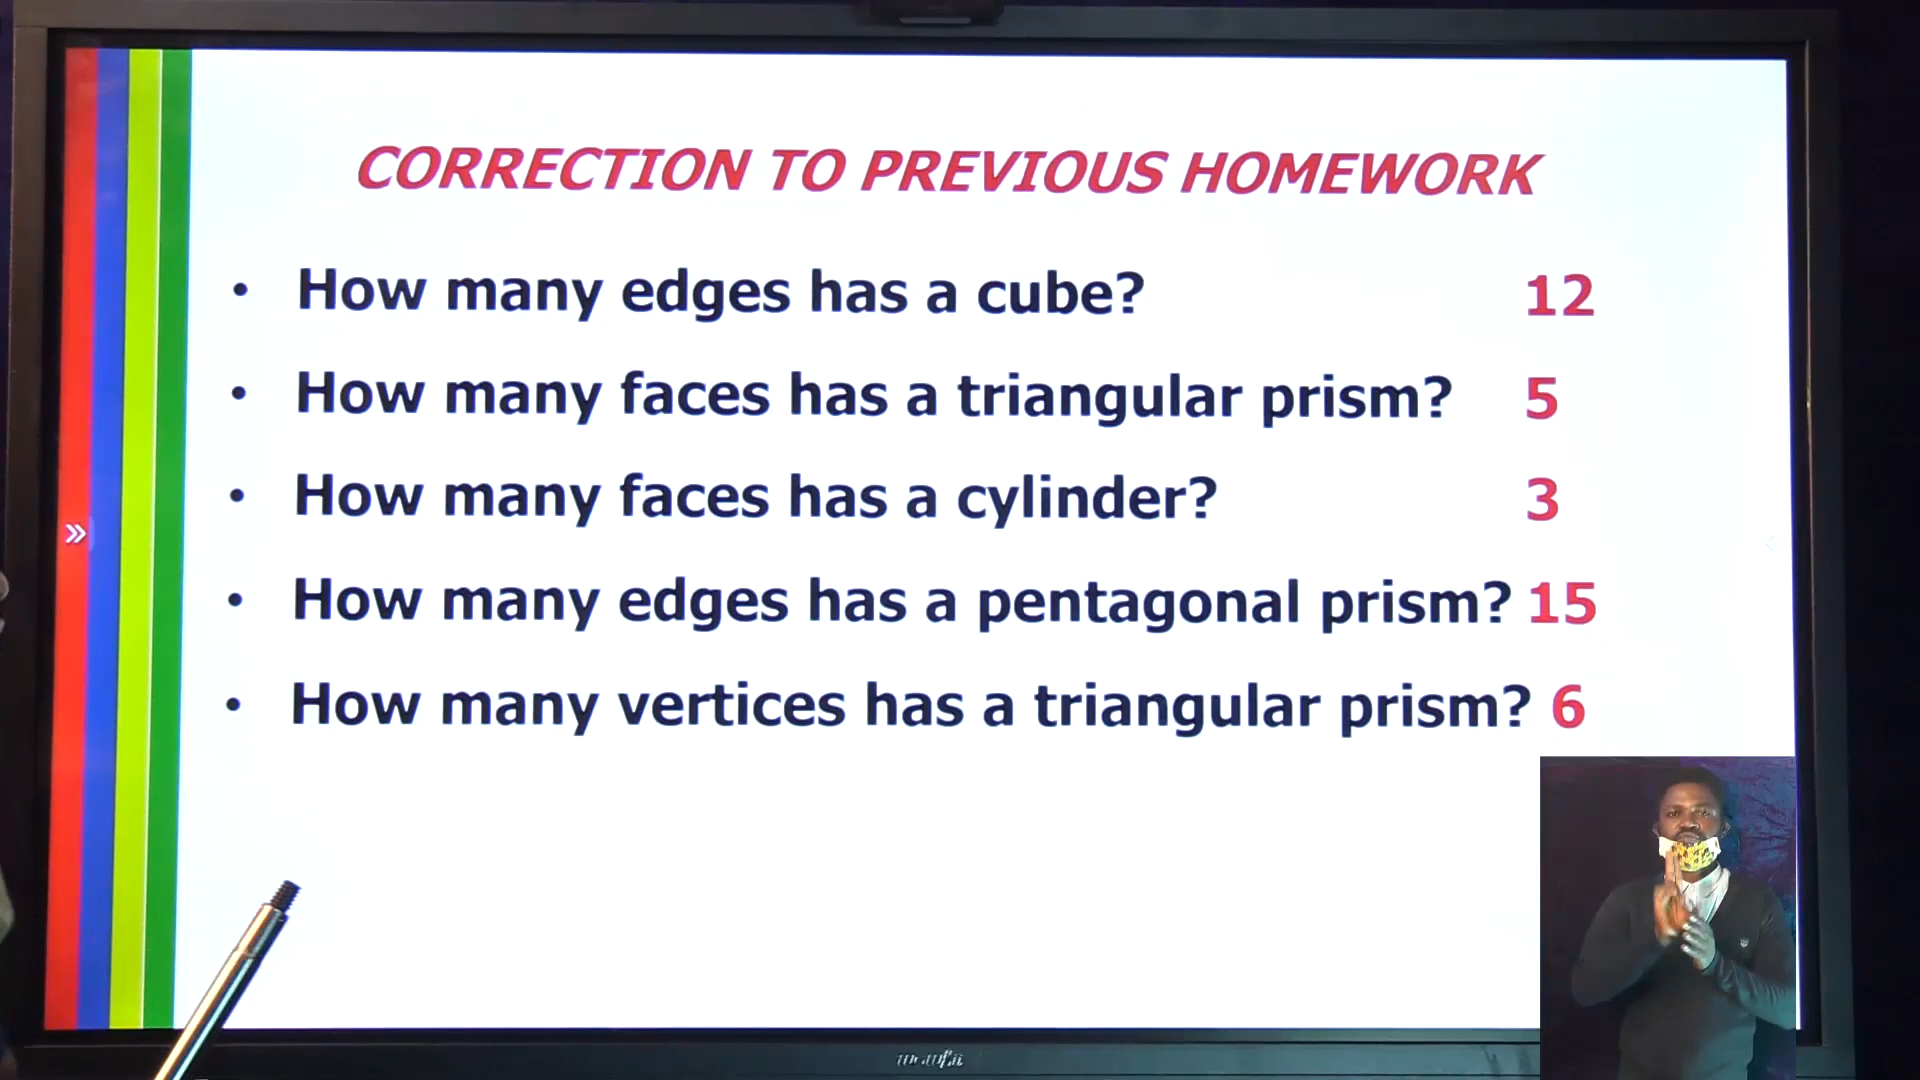 CORRECTION TO PREVIOUS HOMEWORK
• How many edges has a cube? 12
• How many faces has a triangular prism? 5
• How many faces has a cylinder? 3
• How many edges has a pentagonal prism? 15
• How many vertices has a triangular prism? 6